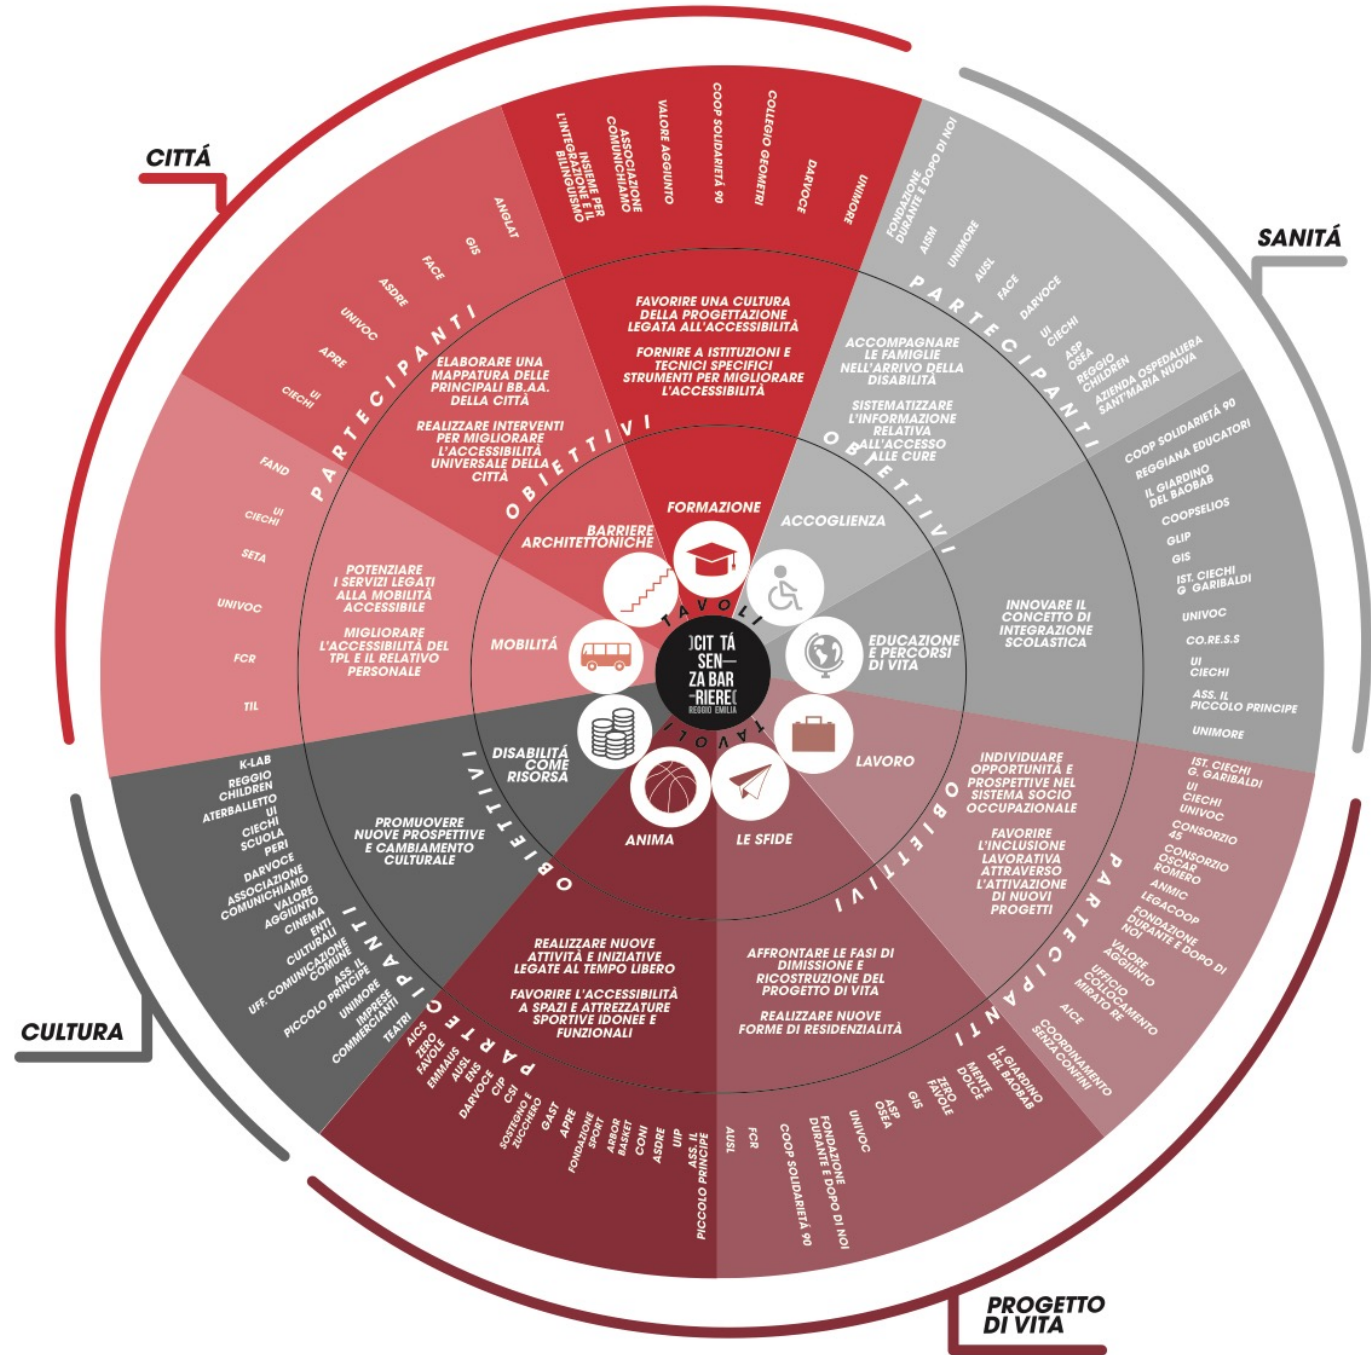 CITTÁ
SANITÁ
CULTURA
PROGETTO
DI VITA
)CIT TÁ
SEN—
ZA BAR
—RIERE(
REGGIO EMILIA
TAVOLI
TAVOLI
OBIETTIVI
OBIETTIVI
OBIETTIVI
OBIETTIVI
OBIETTIVI
PARTECIPANTI
PARTECIPANTI
PARTECIPANTI
PARTECIPANTI
FORMAZIONE
FAVORIRE UNA CULTURA
DELLA PROGETTAZIONE
LEGATA ALL'ACCESSIBILITÀ
FORNIRE A ISTITUZIONI E
TECNICI SPECIFICI
STRUMENTI PER MIGLIORARE
L'ACCESSIBILITÀ
INSIEME PER
L'INTEGRAZIONE E IL
BILINGUISMO
ASSOCIAZIONE
COMUNICHIAMO
VALORE AGGIUNTO
COOP SOLIDARIETÁ 90
COLLEGIO GEOMETRI
DARVOCE
UNIMORE
ACCOGLIENZA
ACCOMPAGNARE
LE FAMIGLIE
NELL'ARRIVO DELLA
DISABILITÀ
SISTEMATIZZARE
L'INFORMAZIONE
RELATIVA
ALL'ACCESSO
ALLE CURE
FONDAZIONE
DURANTE E DOPO DI NOI
AISM
UNIMORE
AUSL
FACE
DARVOCE
UI
CIECHI
ASP
OSEA
REGGIO
CHILDREN
AZIENDA OSPEDALIERA
SANT'MARIA NUOVA
EDUCAZIONE
E PERCORSI
DI VITA
INNOVARE IL
CONCETTO DI
INTEGRAZIONE
SCOLASTICA
COOP SOLIDARIETÁ 90
REGGIANA EDUCATORI
IL GIARDINO
DEL BAOBAB
COOPSELIOS
GLIP
GIS
IST. CIECHI
G GARIBALDI
UNIVOC
CO.RE.S.S
UI
CIECHI
ASS. IL
PICCOLO PRINCIPE
UNIMORE
LAVORO
INDIVIDUARE
OPPORTUNITÀ E
PROSPETTIVE NEL
SISTEMA SOCIO
OCCUPAZIONALE
FAVORIRE
L'INCLUSIONE
LAVORATIVA
ATTRAVERSO
L'ATTIVAZIONE
DI NUOVI
PROGETTI
IST. CIECHI
G. GARIBALDI
UI
CIECHI
UNIVOC
CONSORZIO
45
CONSORZIO
OSCAR
ROMERO
ANMIC
LEGACOOP
FONDAZIONE
DURANTE E DOPO DI
NOI
VALORE
AGGIUNTO
UFFICIO
COLLOCAMENTO
MIRATO RE
AICE
COORDINAMENTO
SENZA CONFINI
LE SFIDE
AFFRONTARE LE FASI DI
DIMISSIONE E
RICOSTRUZIONE DEL
PROGETTO DI VITA
REALIZZARE NUOVE
FORME DI RESIDENZIALITÀ
IL GIARDINO
DEL BAOBAB
MENTE
DOLCE
ZERO
FAVOLE
GIS
ASP
OSEA
UNIVOC
FONDAZIONE
DURANTE E DOPO DI NOI
COOP SOLIDARIETÁ 90
FCR
AUSL
ANIMA
REALIZZARE NUOVE
ATTIVITÀ E INIZIATIVE
LEGATE AL TEMPO LIBERO
FAVORIRE L'ACCESSIBILITÀ
A SPAZI E ATTREZZATURE
SPORTIVE IDONEE E
FUNZIONALI
AICS
ZERO
FAVOLE
EMMAUS
AUSL
ENS
DARVOCE
CIP
CSI
SOSTEGNO E
ZUCCHERO
GAST
APRE
FONDAZIONE
SPORT
ARBOR
BASKET
CONI
ASDRE
UIP
ASS. IL
PICCOLO PRINCIPE
DISABILITÁ
COME
RISORSA
PROMUOVERE
NUOVE PROSPETTIVE
E CAMBIAMENTO
CULTURALE
K-LAB
REGGIO
CHILDREN
ATERBALLETTO
UI
CIECHI
SCUOLA
PERI
DARVOCE
ASSOCIAZIONE
COMUNICHIAMO
VALORE
AGGIUNTO
CINEMA
ENTI
CULTURALI
UFF. COMUNICAZIONE
COMUNE
ASS. IL
PICCOLO PRINCIPE
UNIMORE
IMPRESE
COMMERCIANTI
TEATRI
MOBILITÁ
POTENZIARE
I SERVIZI LEGATI
ALLA MOBILITÀ
ACCESSIBILE
MIGLIORARE
L'ACCESSIBILITÀ DEL
TPL E IL RELATIVO
PERSONALE
FAND
UI
CIECHI
SETA
UNIVOC
FCR
TIL
BARRIERE
ARCHITETTONICHE
ELABORARE UNA
MAPPATURA DELLE
PRINCIPALI BB.AA.
DELLA CITTÀ
REALIZZARE INTERVENTI
PER MIGLIORARE
L'ACCESSIBILITÀ
UNIVERSALE DELLA
CITTÀ
UI
CIECHI
APRE
UNIVOC
ASDRE
FACE
GIS
ANGLAT